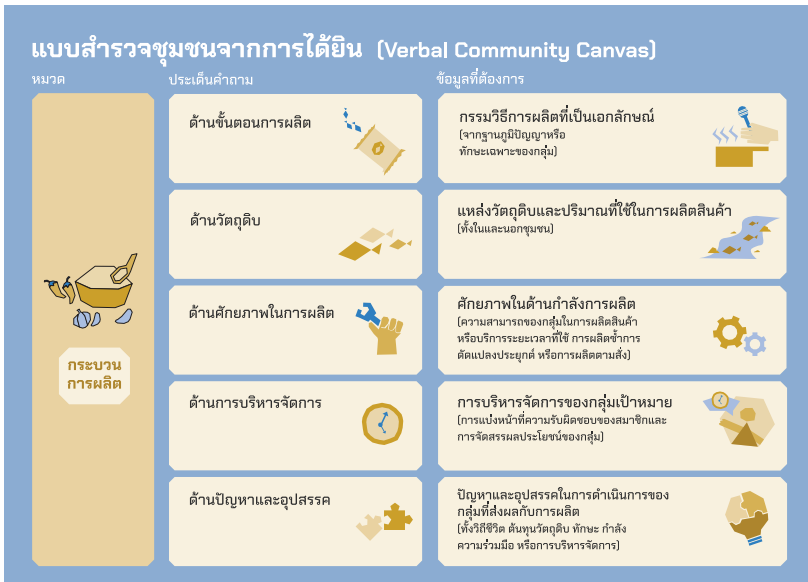 แบบสำรวจชุมชนจากการได้ยิน (Verbal Community Canvas)
หมวด
ประเด็นคำถาม
ข้อมูลที่ต้องการ
กระบวน
การผลิต
ด้านขั้นตอนการผลิต
กรรมวิธีการผลิตที่เป็นเอกลักษณ์
(จากฐานภูมิปัญญาหรือ
ทักษะเฉพาะของกลุ่ม)
ด้านวัตถุดิบ
แหล่งวัตถุดิบและปริมาณที่ใช้ในการผลิตสินค้า
(ทั้งในและนอกชุมชน)
ด้านศักยภาพในการผลิต
ศักยภาพในด้านกำลังการผลิต
(ความสามารถของกลุ่มในการผลิตสินค้า
หรือบริการระยะเวลาที่ใช้ การผลิตซ้ำการ
ดัดแปลงประยุกต์ หรือการผลิตตามสั่ง)
ด้านการบริหารจัดการ
การบริหารจัดการของกลุ่มเป้าหมาย
(การแบ่งหน้าที่ความรับผิดชอบของสมาชิกและ
การจัดสรรผลประโยชน์ของกลุ่ม)
ด้านปัญหาและอุปสรรค
ปัญหาและอุปสรรคในการดำเนินการของ
กลุ่มที่ส่งผลกับการผลิต
(ทั้งวิถีชีวิต ต้นทุนวัตถุดิบ ทักษะ กำลัง
ความร่วมมือ หรือการบริหารจัดการ)